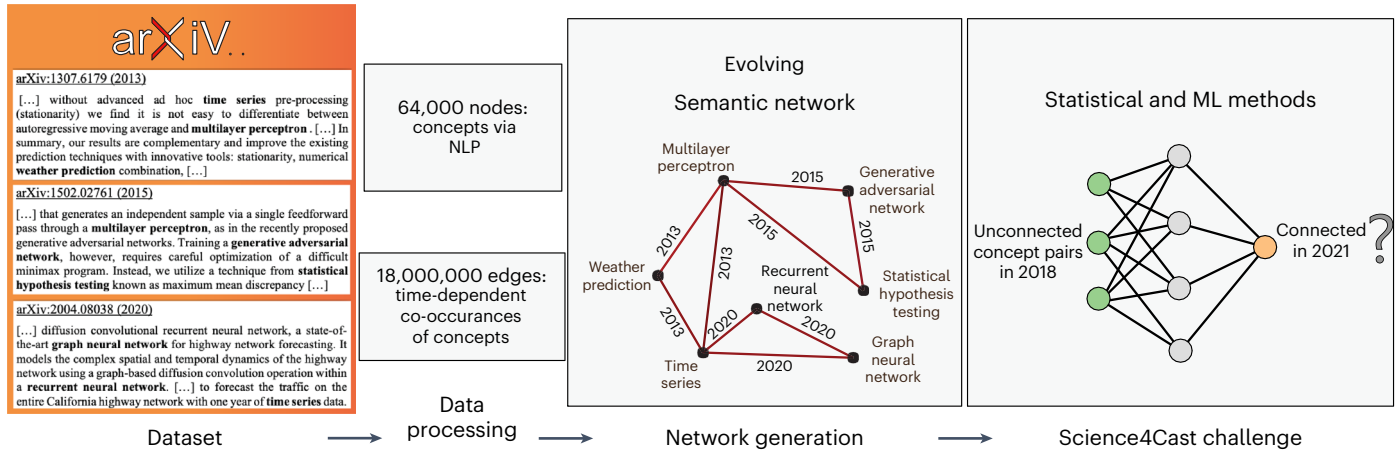 arXiv..
arXiv:1307.6179 (2013)
[…] without advanced ad hoc time series pre-processing
(stationarity) we find it is not easy to differentiate between
autoregressive moving average and multilayer perceptron . […] In
summary, our results are complementary and improve the existing
prediction techniques with innovative tools: stationarity, numerical
weather prediction combination, […]
arXiv:1502.02761 (2015)
[…] that generates an independent sample via a single feedforward
pass through a multilayer perceptron, as in the recently proposed
generative adversarial networks. Training a generative adversarial
network, however, requires careful optimization of a difficult
minimax program. Instead, we utilize a technique from statistical
hypothesis testing known as maximum mean discrepancy […]
arXiv:2004.08038 (2020)
[…] diffusion convolutional recurrent neural network, a state-of-
the-art graph neural network for highway network forecasting. It
models the complex spatial and temporal dynamics of the highway
network using a graph-based diffusion convolution operation within
a recurrent neural network. […] to forecast the traffic on the
entire California highway network with one year of time series data.
Dataset
64,000 nodes:
concepts via
NLP
18,000,000 edges:
time-dependent
co-occurances
of concepts
Data
processing
Evolving
Semantic network
Multilayer
perceptron
2015
Generative
adversarial
network
2013
2013
2015
2015
Weather
prediction
Recurrent
neural
network
Statistical
hypothesis
testing
2013
2020
2020
2020
Time
series
Graph
neural
network
Network generation
Statistical and ML methods
Unconnected
concept pairs
in 2018
Connected
in 2021
?
Science4Cast challenge